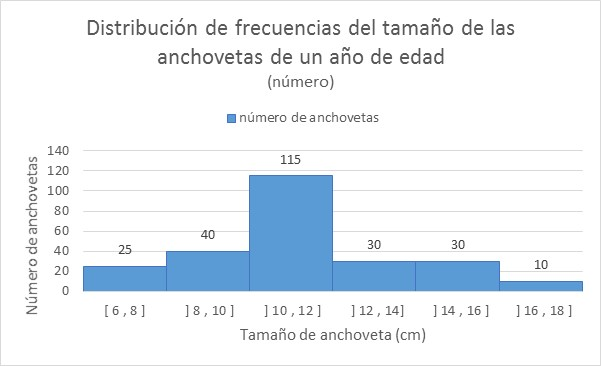 Distribución de frecuencias del tamaño de las
anchovetas de un año de edad
(número)
número de anchovetas
Número de anchovetas
140
120
100
80
60
40
20
0
25
40
115
30
30
10
[ 6 , 8 ]
] 8 , 10 ]
] 10 , 12 ]
] 12 , 14]
] 14 , 16 ]
] 16 , 18 ]
Tamaño de anchoveta (cm)